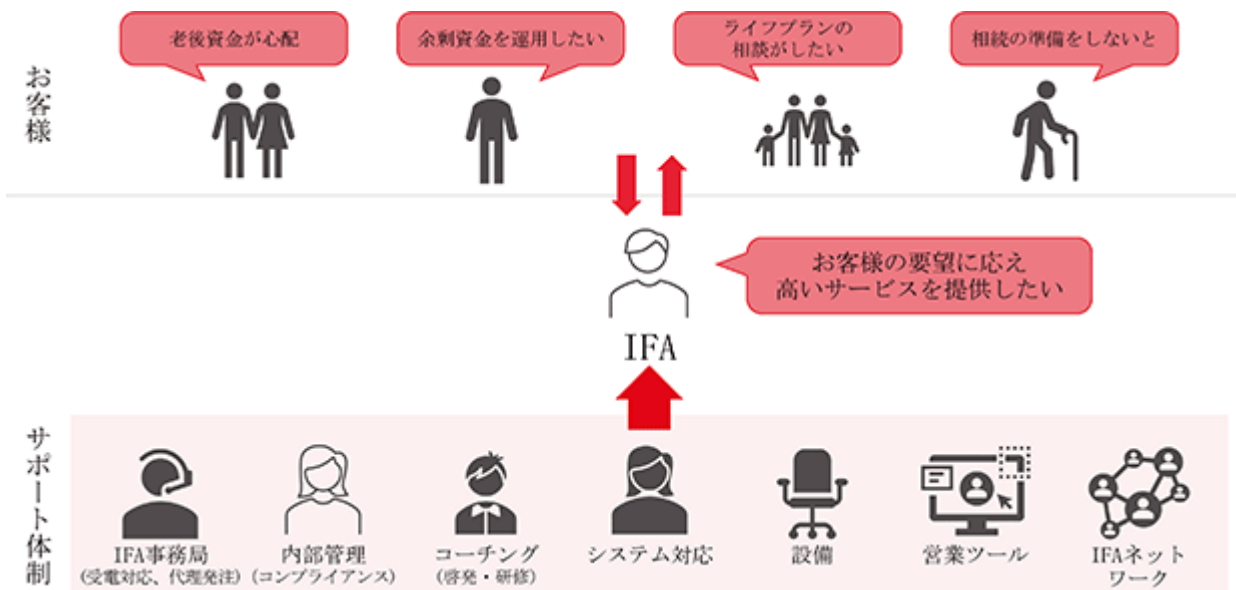 老後資金が心配
余剰資金を運用したい
ライフプランの
相談がしたい
相続の準備をしないと
お客様
お客様の要望に応え
高いサービスを提供したい
IFA
サポート体制
IFA事務局
(受電対応、代理発注)
内部管理
(コンプライアンス)
コーチング
(啓発・研修)
システム対応
設備
営業ツール
IFAネット
ワーク